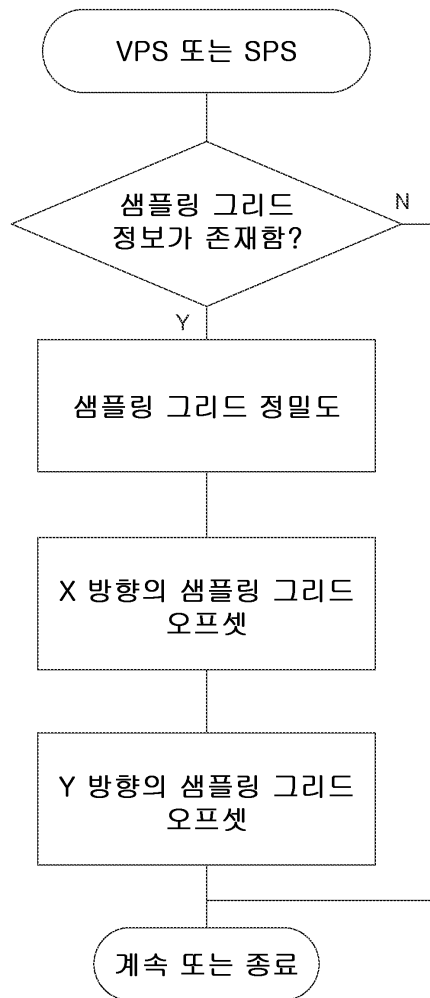 VPS 또는 SPS
샘플링 그리드
정보가 존재함?
N
Y
샘플링 그리드 정밀도
X 방향의 샘플링 그리드
오프셋
Y 방향의 샘플링 그리드
오프셋
계속 또는 종료